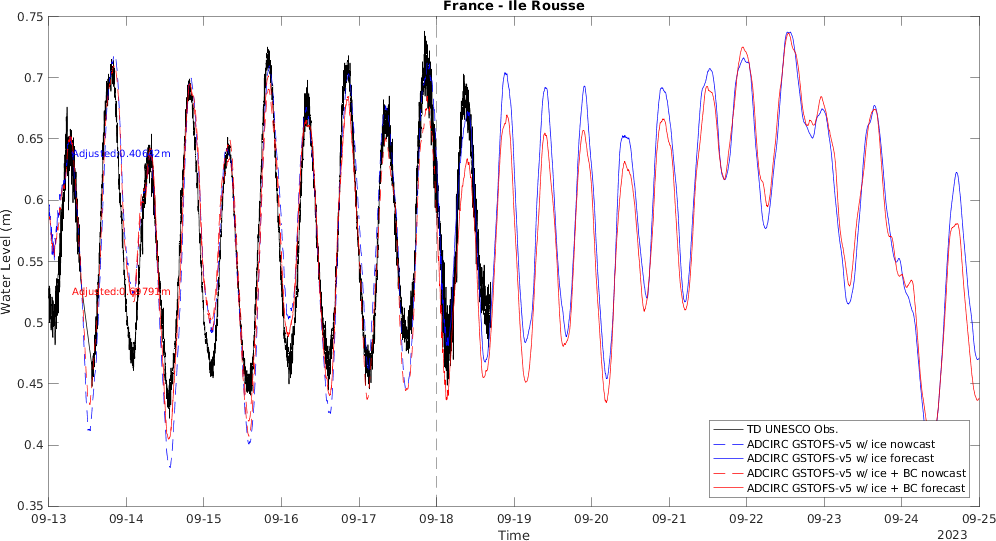 France - Ile Rousse
Water Level (m)
0.75
0.7
0.65
0.6
0.55
0.5
0.45
0.4
0.35
TD UNESCO Obs.
ADCIRC GSTOFS-v5 w/ ice nowcast
ADCIRC GSTOFS-v5 w/ ice forecast
ADCIRC GSTOFS-v5 w/ ice + BC nowcast
ADCIRC GSTOFS-v5 w/ ice + BC forecast
09-13 09-14 09-15 09-16 09-17 09-18 09-19 09-20 09-21 09-22 09-23 09-24 09-25
Time
2023